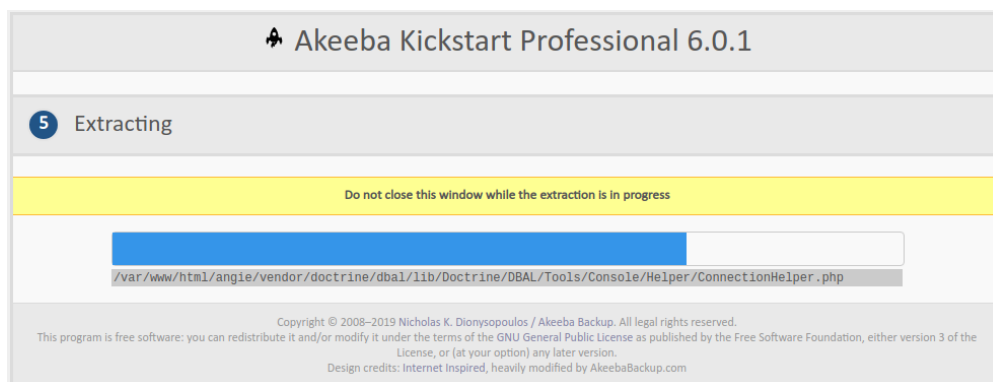 Akeeba Kickstart Professional 6.0.1
5 Extracting
Do not close this window while the extraction is in progress
/var/www/html/angie/vendor/doctrine/dbal/lib/Doctrine/DBAL/Tools/Console/Helper/ConnectionHelper.php
Copyright © 2008–2019 Nicholas K. Dionysopoulos / Akeeba Backup. All legal rights reserved.
This program is free software: you can redistribute it and/or modify it under the terms of the GNU General Public License as published by the Free Software Foundation, either version 3 of the
License, or (at your option) any later version.
Design credits: Internet Inspired, heavily modified by AkeebaBackup.com